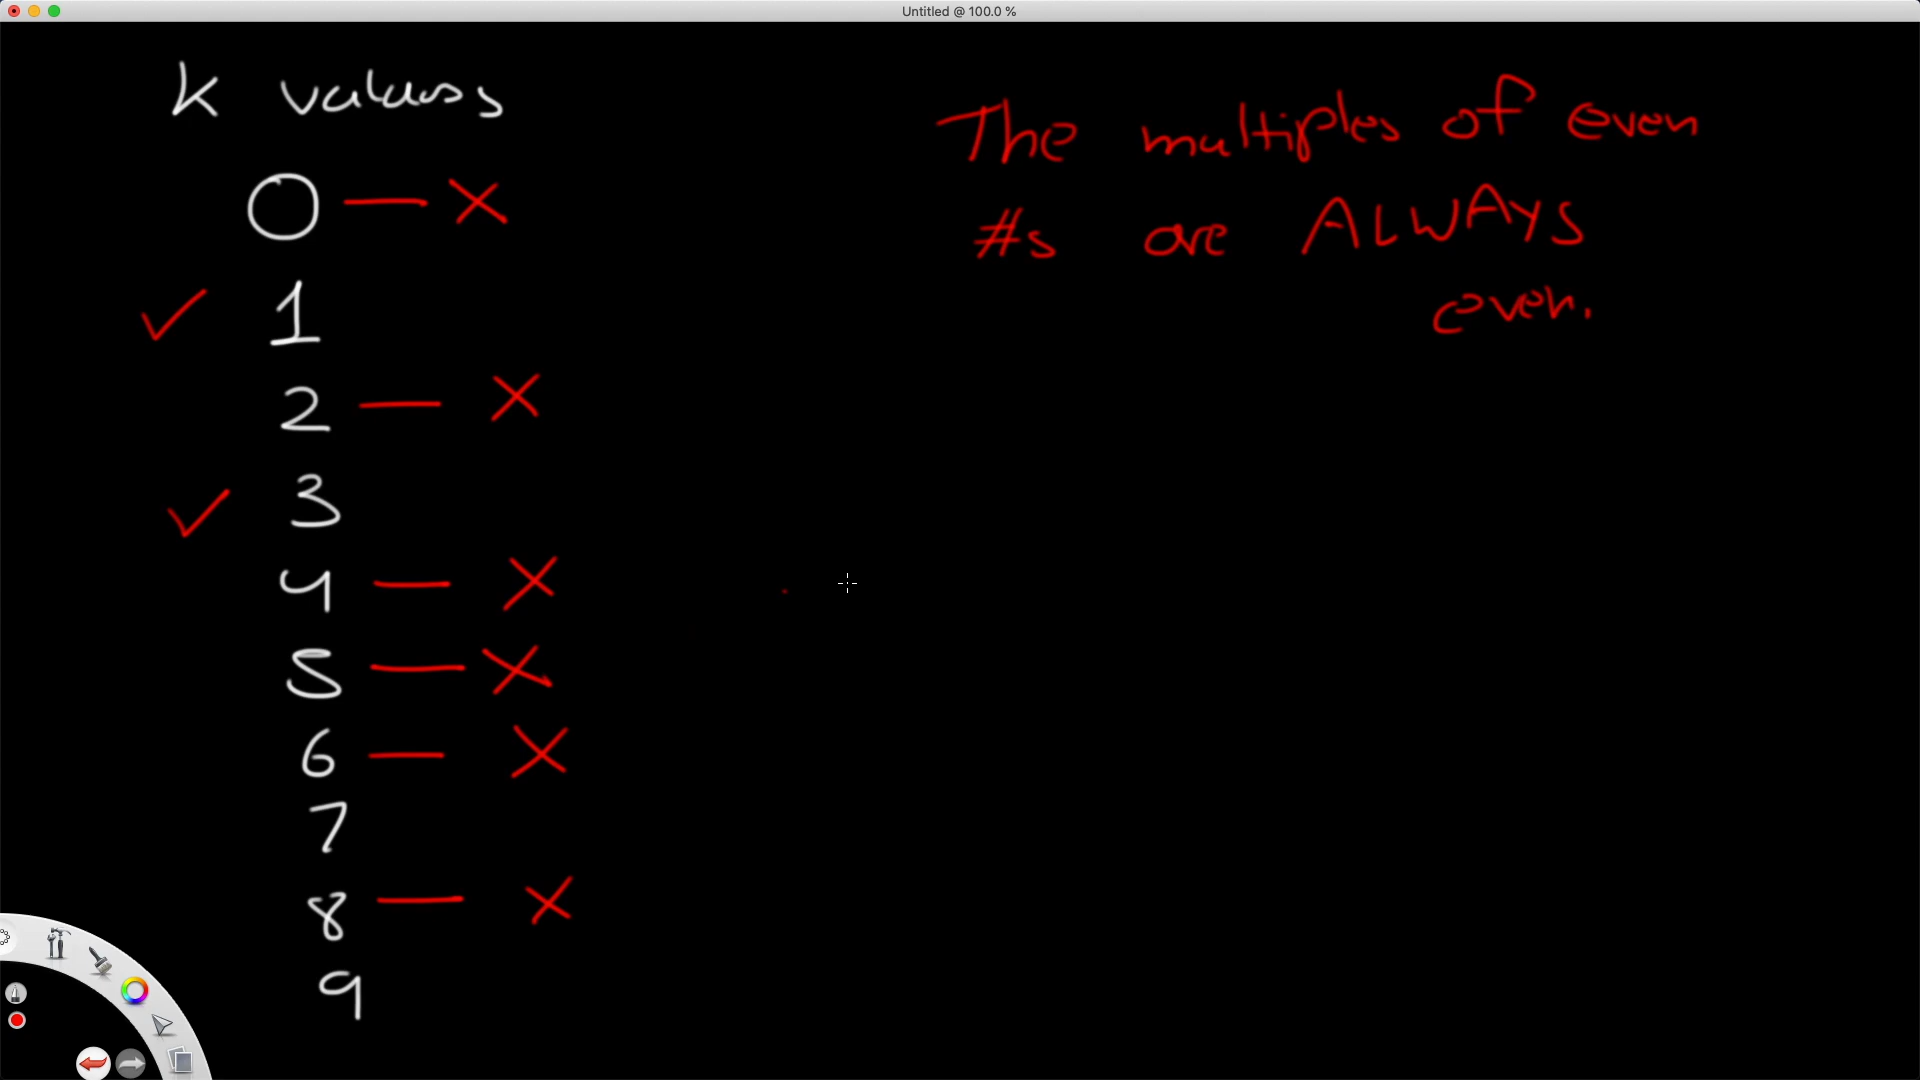 Untitled @ 100.0 %
k values
0 — ×
✓ 1
2 — ×
✓ 3
4 — ×
5 — ×
6 — ×
7
8 — ×
9
The multiples of even
#s are ALWAYS
even.